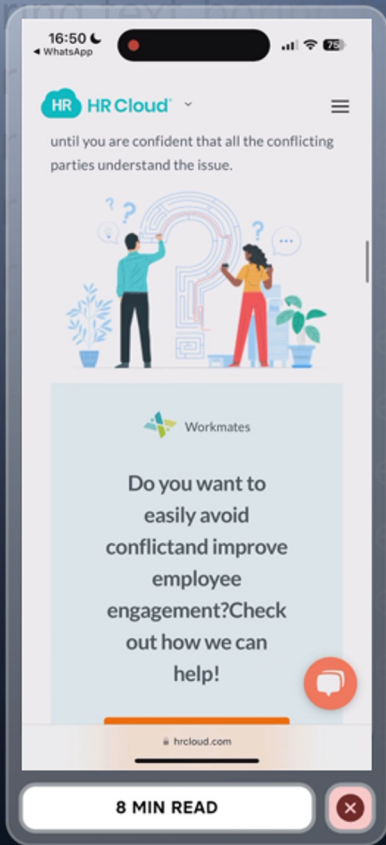 16:50
75
WhatsApp
HR HR Cloud
until you are confident that all the conflicting
parties understand the issue.
Workmates
Do you want to
easily avoid
conflictand improve
employee
engagement?Check
out how we can
help!
hrcloud.com
8 MIN READ